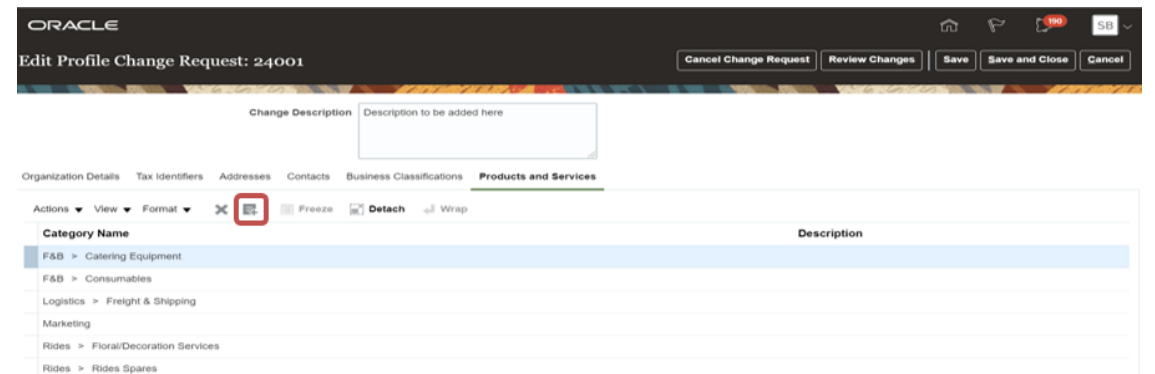 ORACLE
190
SB
Edit Profile Change Request: 24001
Cancel Change Request Review Changes Save Save and Close Cancel
Change Description Description to be added here
Organization Details Tax Identifiers Addresses Contacts Business Classifications Products and Services
Actions View Format Freeze Detach Wrap
Category Name Description
F&B > Catering Equipment
F&B > Consumables
Logistics > Freight & Shipping
Marketing
Rides > Floral/Decoration Services
Rides > Rides Spares